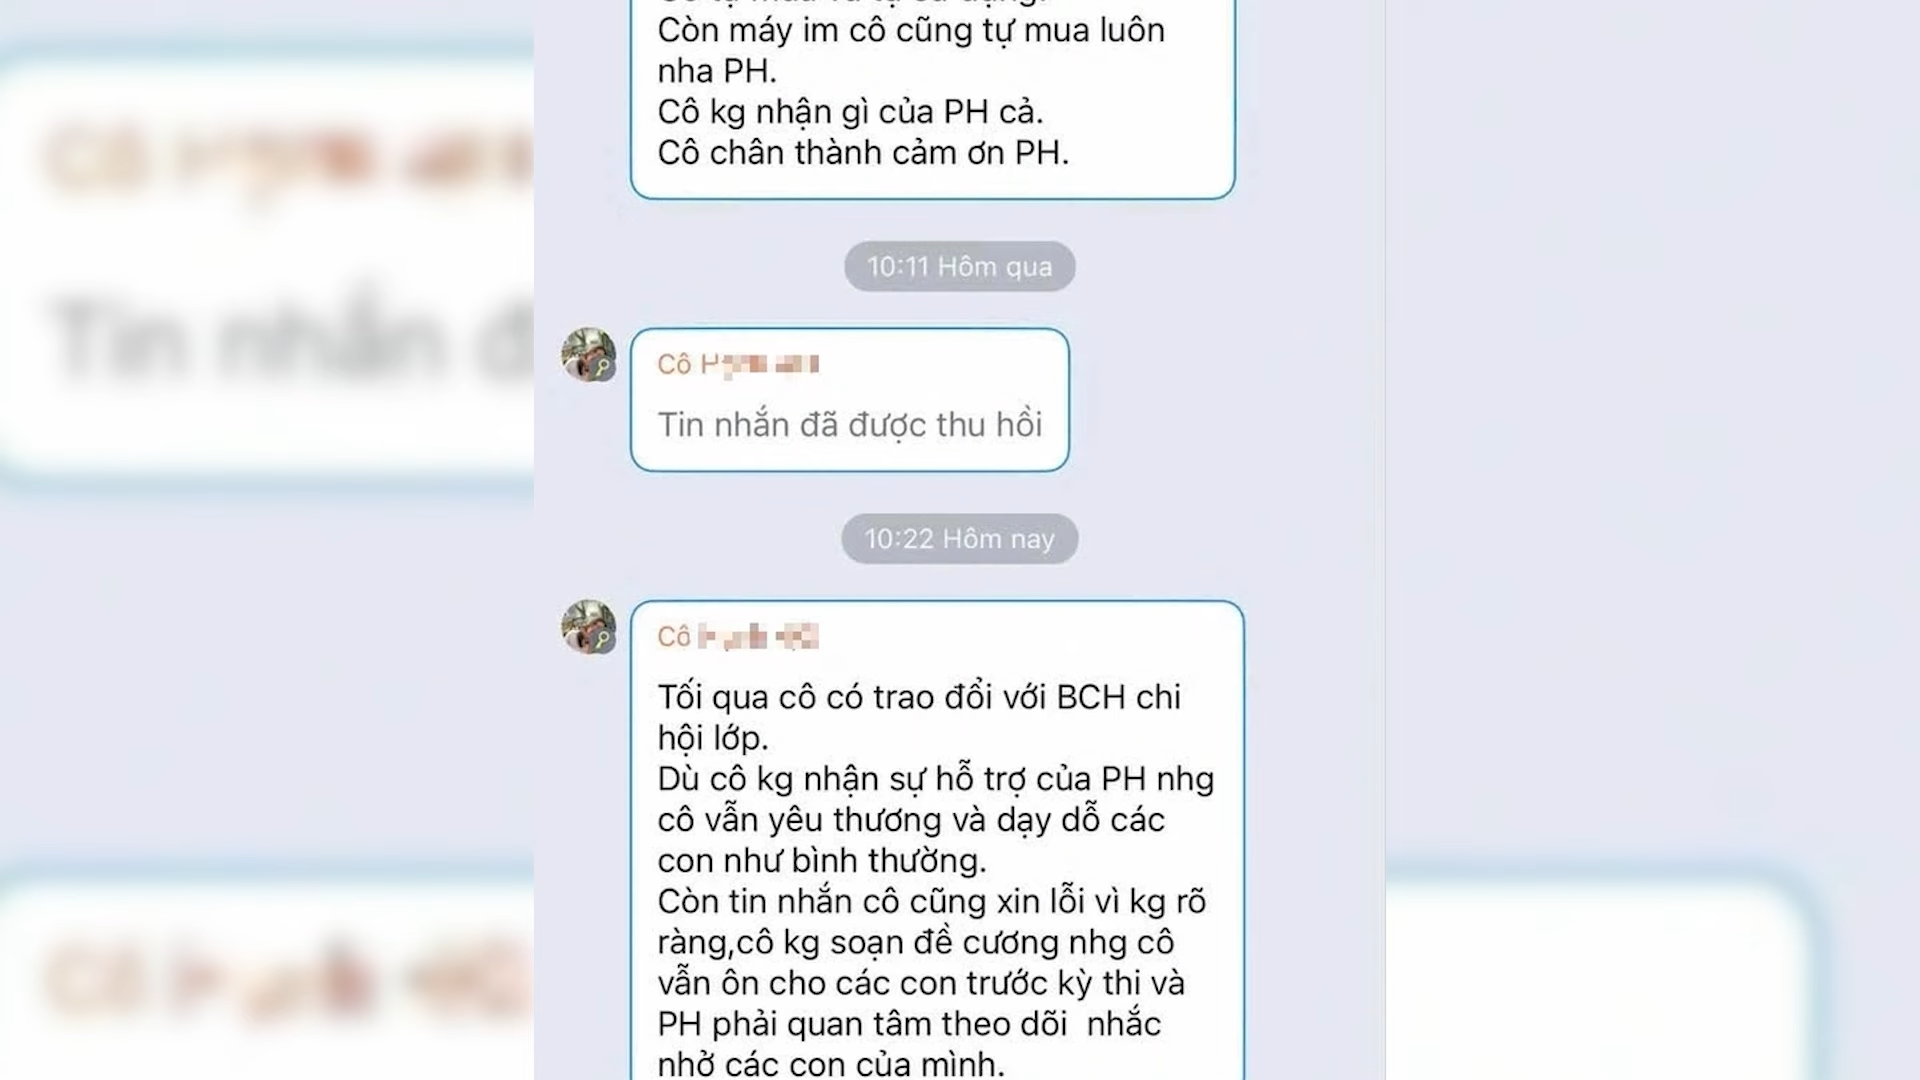 Còn máy im cô cũng tự mua luôn
nha PH.
Cô kg nhận gì của PH cả.
Cô chân thành cảm ơn PH.
10:11 Hôm qua
Cô
Tin nhắn đã được thu hồi
10:22 Hôm nay
Cô
Tối qua cô có trao đổi với BCH chi
hội lớp.
Dù cô kg nhận sự hỗ trợ của PH nhg
cô vẫn yêu thương và dạy dỗ các
con như bình thường.
Còn tin nhắn cô cũng xin lỗi vì kg rõ
ràng,cô kg soạn đề cương nhg cô
vẫn ôn cho các con trước kỳ thi và
PH phải quan tâm theo dõi  nhắc
nhở các con của mình.